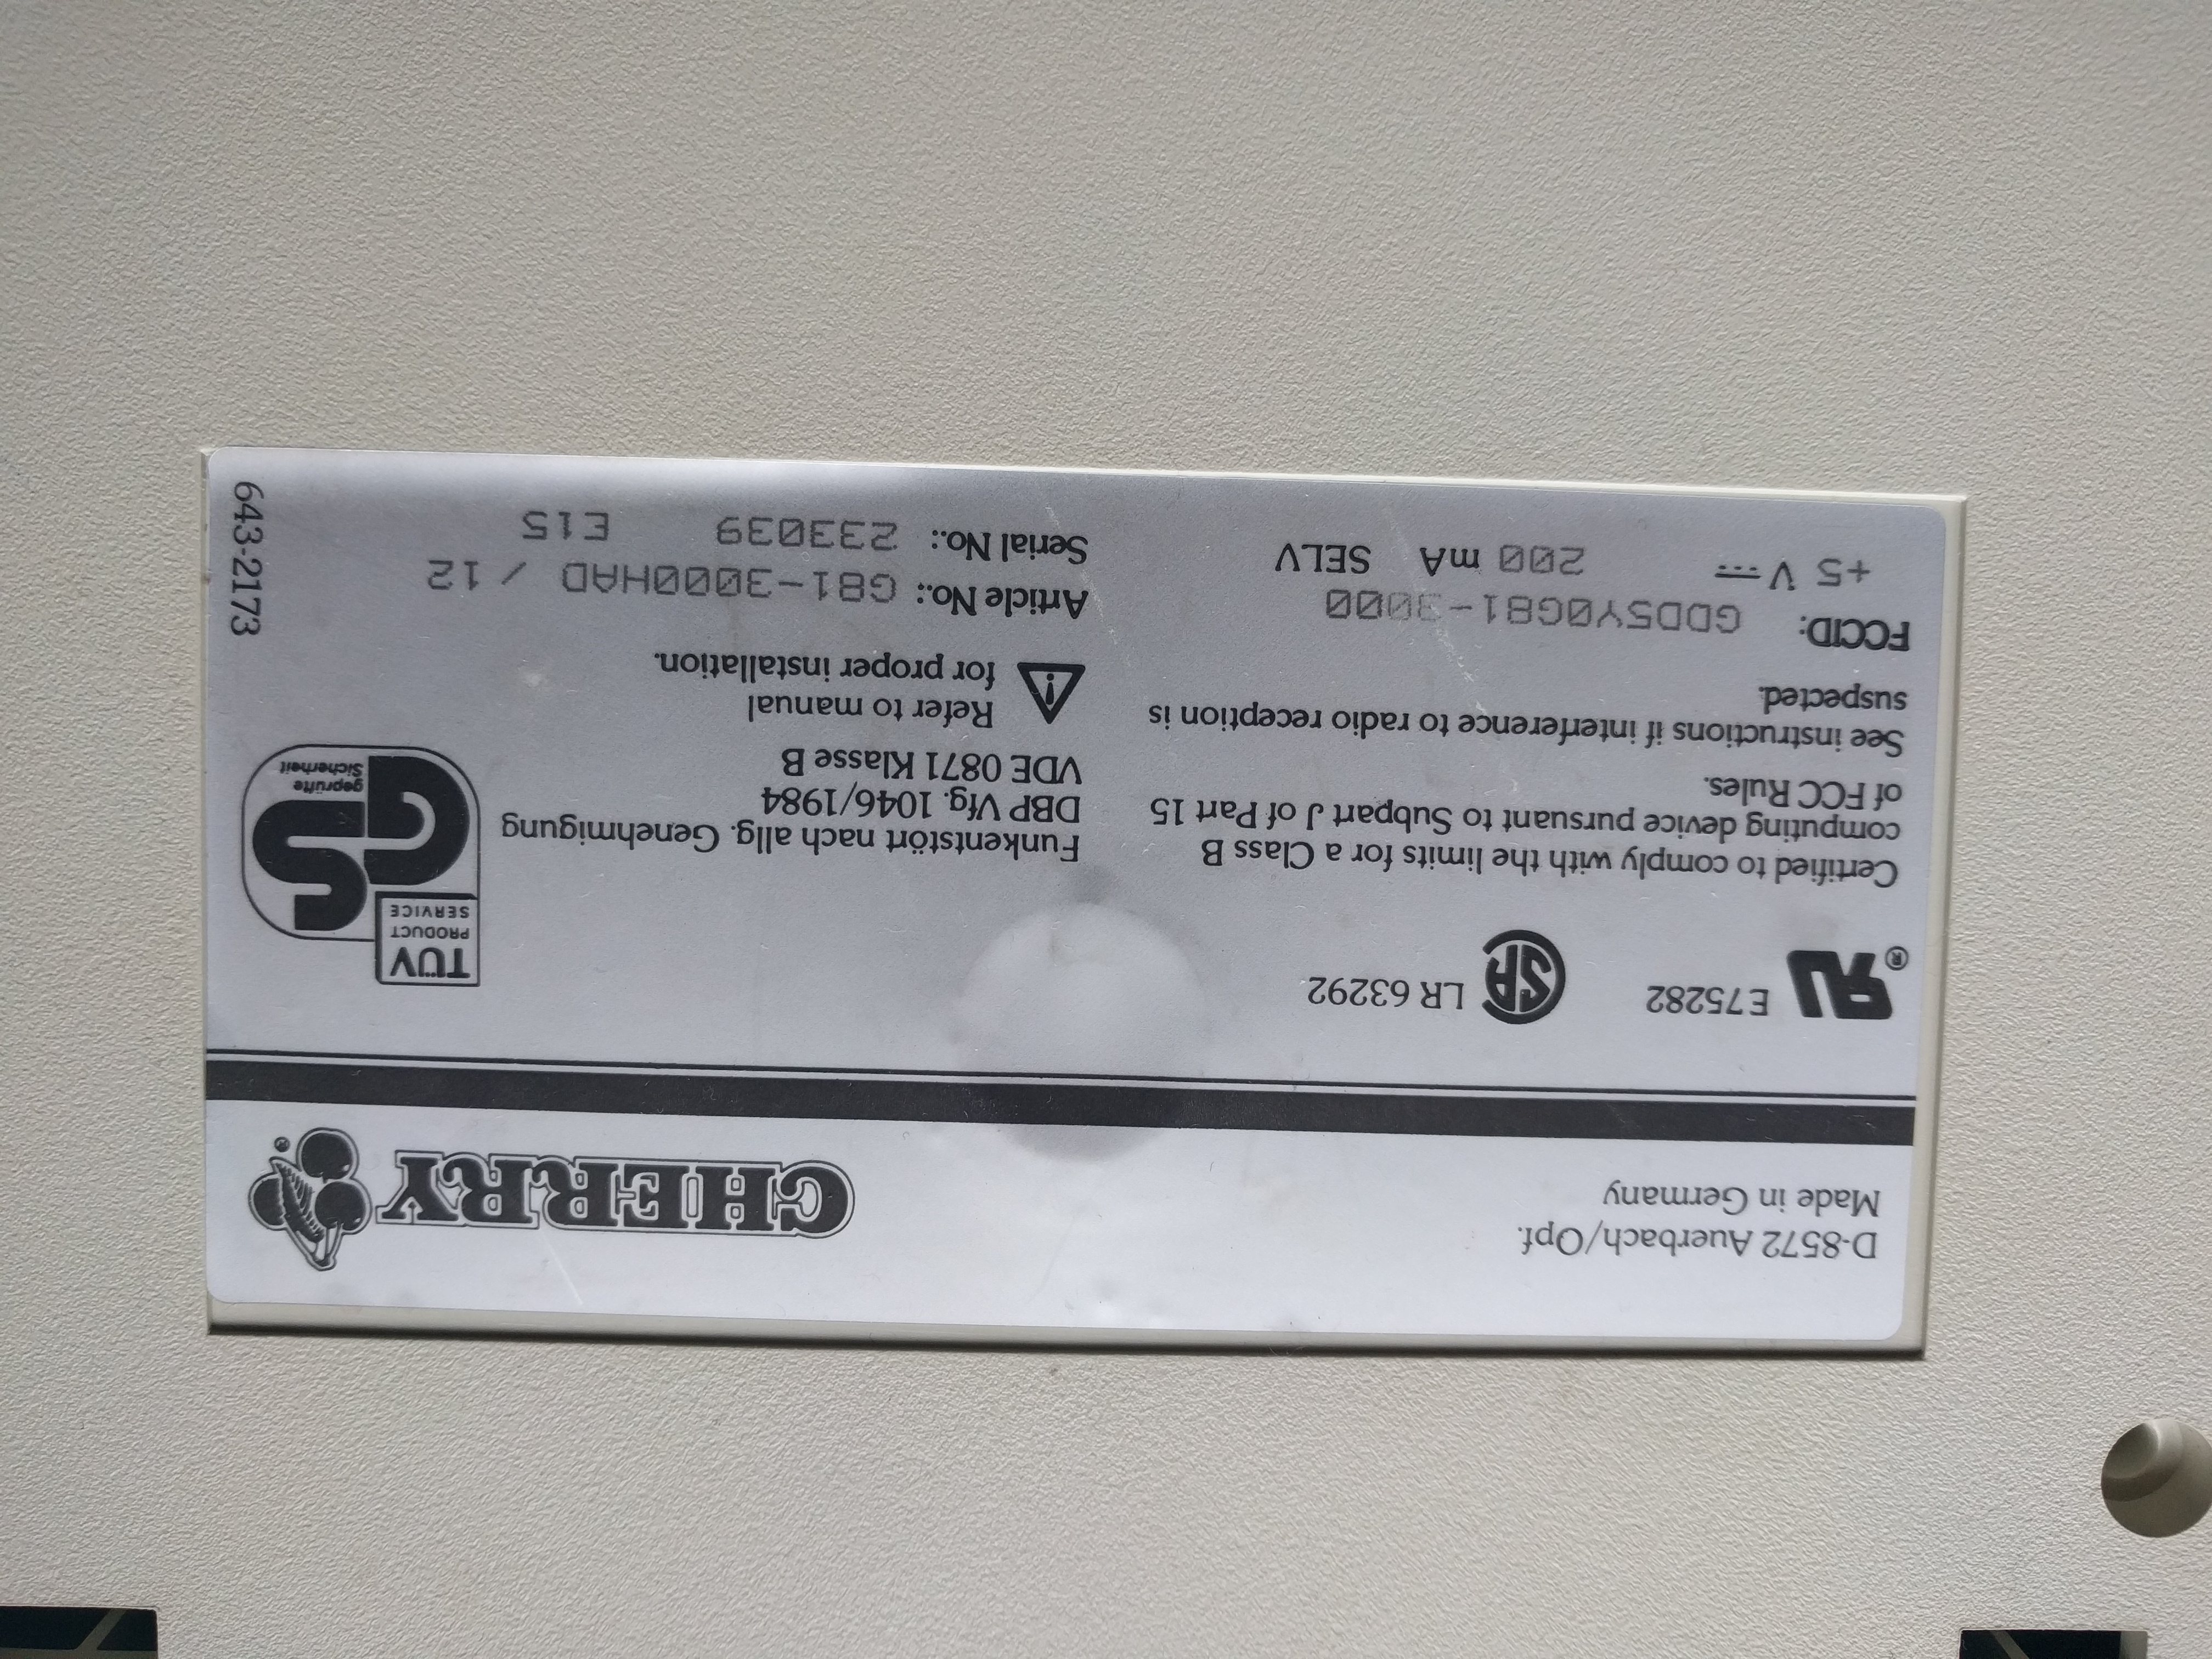 D-8572 Auerbach/Opf.
Made in Germany
CHERRY
®
® E75282
SA LR 63292
TÜV
PRODUCT
SERVICE
GS
geprüfte
Sicherheit
Certified to comply with the limits for a Class B
computing device pursuant to Subpart J of Part 15
of FCC Rules.
See instructions if interference to radio reception is
suspected.
FCCID: GDD5Y0G81-3000
+5 V 200 mA SELV
Funkentstört nach allg. Genehmigung
DBP Vfg. 1046/1984
VDE 0871 Klasse B
Refer to manual
for proper installation.
Article No.: G81-3000HAD / 12
Serial No.: 233039 E15
643-2173